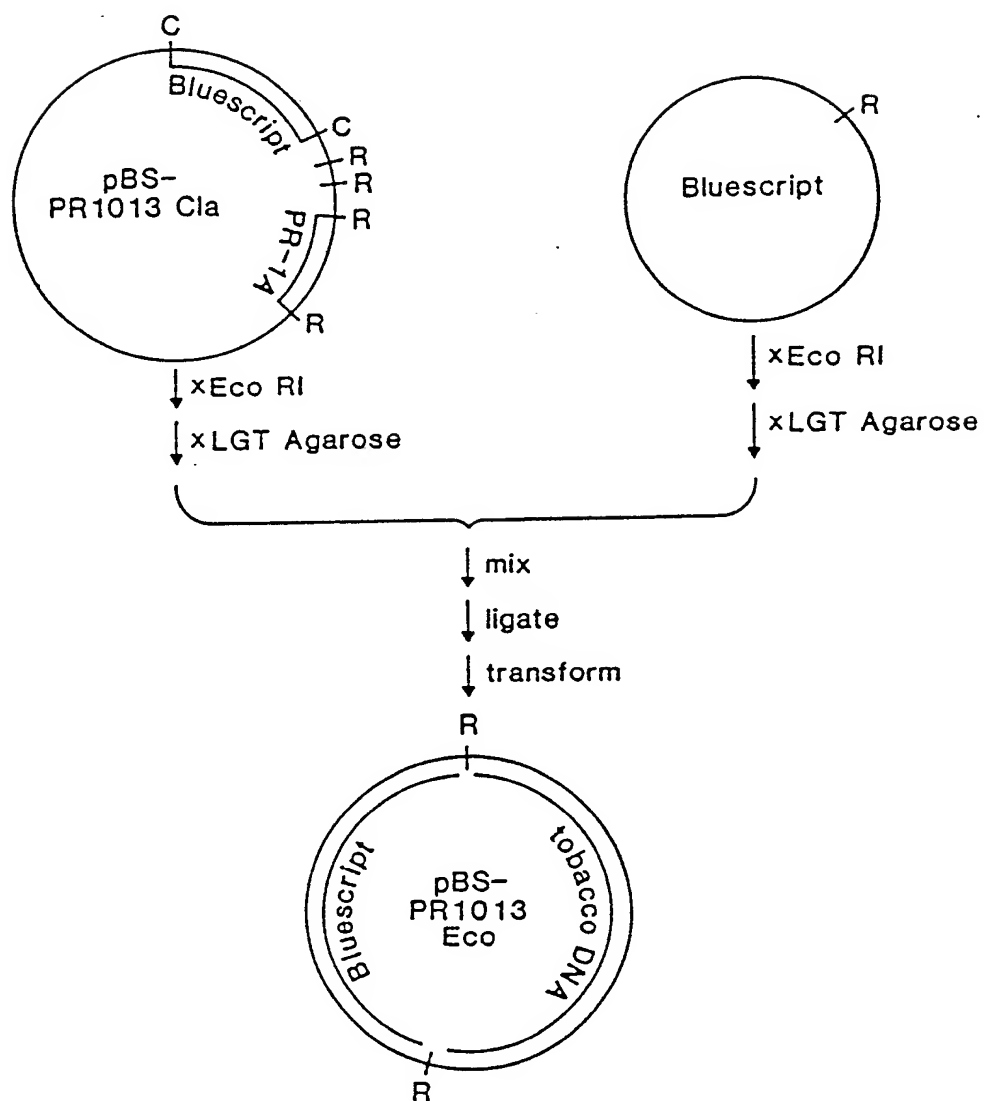 C
Bluescript
C
R
R
R
PR-1A
R
pBS-
PR1013 Cla
R
Bluescript
xEco RI
xLGT Agarose
xEco RI
xLGT Agarose
mix
ligate
transform
R
Bluescript
pBS-
PR1013
Eco
tobacco DNA
R